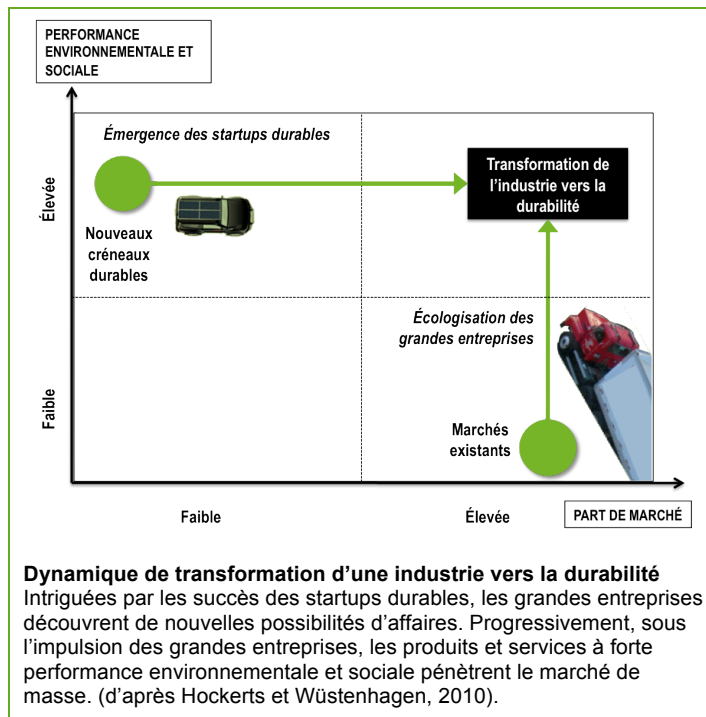 PERFORMANCE
ENVIRONNEMENTALE ET
SOCIALE
Émergence des startups durables
Élevée
Transformation de
l'industrie vers la
durabilité
Nouveaux
créneaux
durables
Écologisation des
grandes entreprises
Faible
Marchés
existants
Faible
Élevée
PART DE MARCHÉ
Dynamique de transformation d'une industrie vers la durabilité
Intriguées par les succès des startups durables, les grandes entreprises
découvrent de nouvelles possibilités d'affaires. Progressivement, sous
l'impulsion des grandes entreprises, les produits et services à forte
performance environnementale et sociale pénètrent le marché de
masse. (d'après Hockerts et Wüstenhagen, 2010).